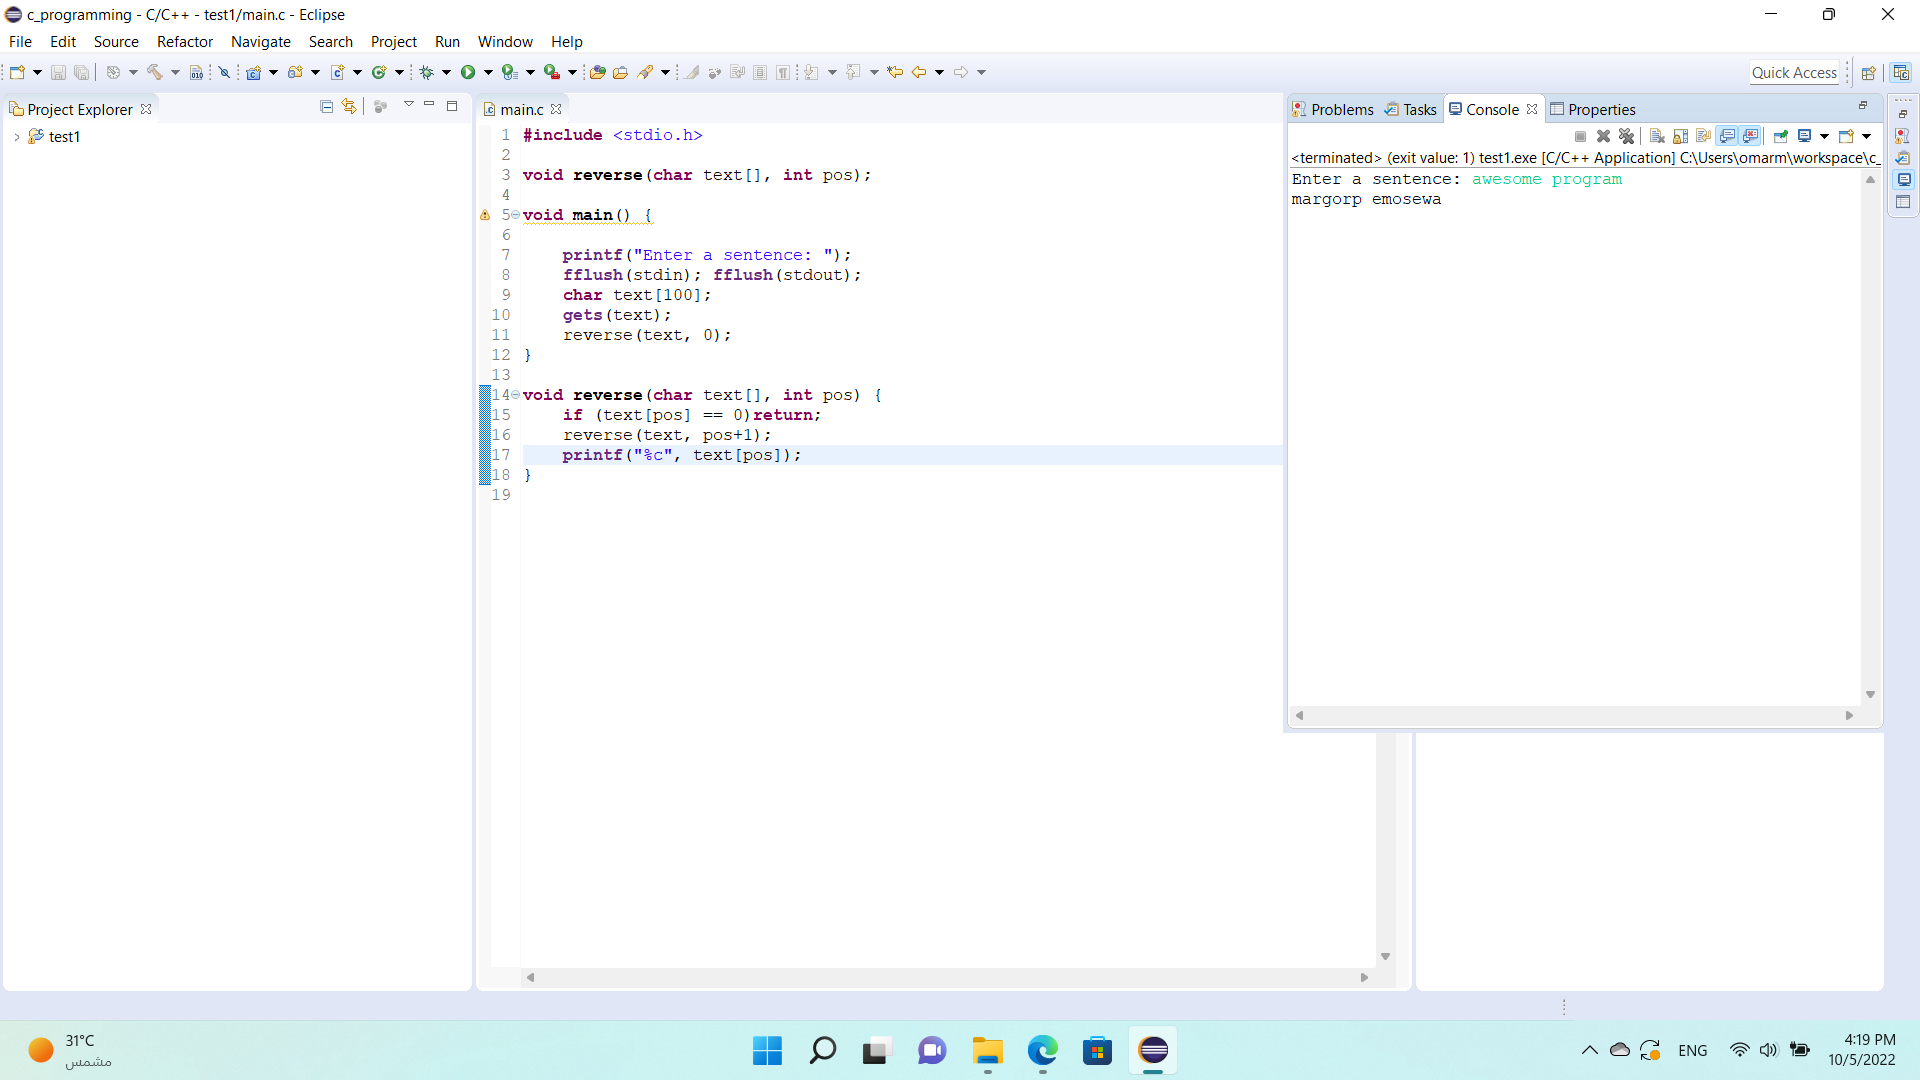 c_programming - C/C++ - test1/main.c - Eclipse
File Edit Source Refactor Navigate Search Project Run Window Help
Quick Access
Project Explorer
test1
main.c
1 #include <stdio.h>
2
3 void reverse(char text[], int pos);
4
5 void main() {
6
7 printf("Enter a sentence: ");
8 fflush(stdin); fflush(stdout);
9 char text[100];
10 gets(text);
11 reverse(text, 0);
12 }
13
14 void reverse(char text[], int pos) {
15 if (text[pos] == 0)return;
16 reverse(text, pos+1);
17 printf("%c", text[pos]);
18 }
19
Problems Tasks Console Properties
<terminated> (exit value: 1) test1.exe [C/C++ Application] C:\Users\omarm\workspace\c_
Enter a sentence: awesome program
margorp emosewa
31°C
مشمس
ENG
4:19 PM
10/5/2022